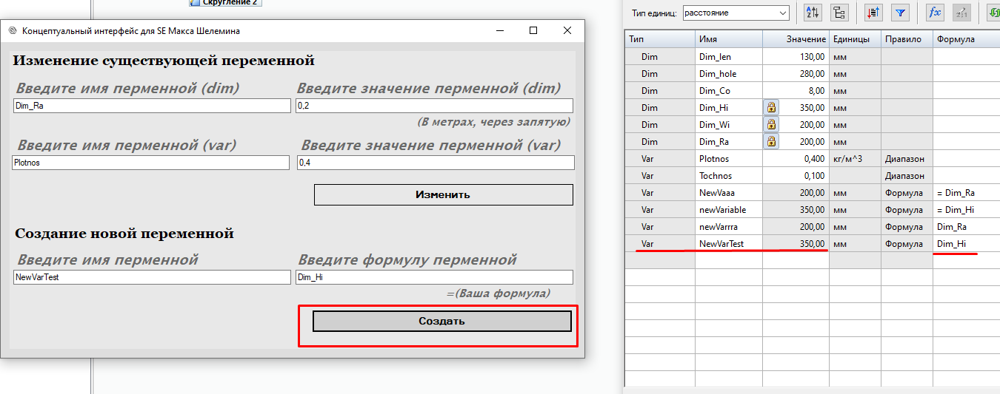 Скругление 2
Концептуальный интерфейс для SE Макса Шелемина
Изменение существующей переменной
Введите имя перменной (dim) Введите значение перменной (dim)
Dim_Ra 0,2
(В метрах, через запятую)
Введите имя перменной (var) Введите значение перменной (var)
Plotnos 0,4
Изменить
Создание новой переменной
Введите имя перменной Введите формулу перменной
NewVarTest Dim_Hi
=(Ваша формула)
Создать
Тип единиц: расстояние
Тип Имя Значение Единицы Правило Формула
Dim Dim_len 130,00 мм
Dim Dim_hole 280,00 мм
Dim Dim_Co 8,00 мм
Dim Dim_Hi 350,00 мм
Dim Dim_Wi 200,00 мм
Dim Dim_Ra 200,00 мм
Var Plotnos 0,400 кг/м^3 Диапазон
Var Tochnos 0,100 Диапазон
Var NewVaaa 200,00 мм Формула = Dim_Ra
Var newVariable 350,00 мм Формула = Dim_Hi
Var newVarrra 200,00 мм Формула Dim_Ra
Var NewVarTest 350,00 мм Формула Dim_Hi